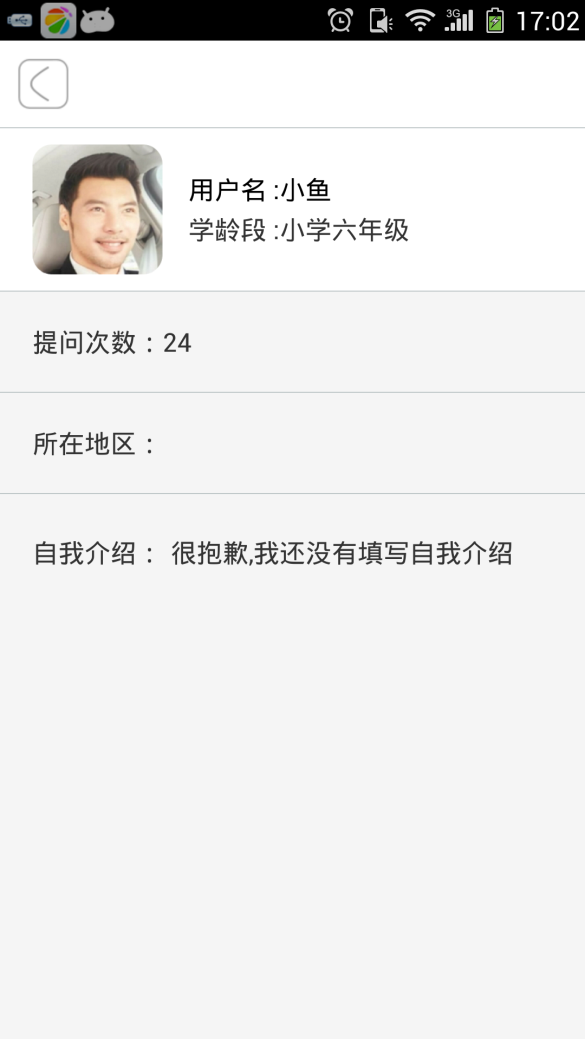 3G 17:02
用户名 :小鱼
学龄段 :小学六年级
提问次数：24
所在地区：
自我介绍： 很抱歉,我还没有填写自我介绍